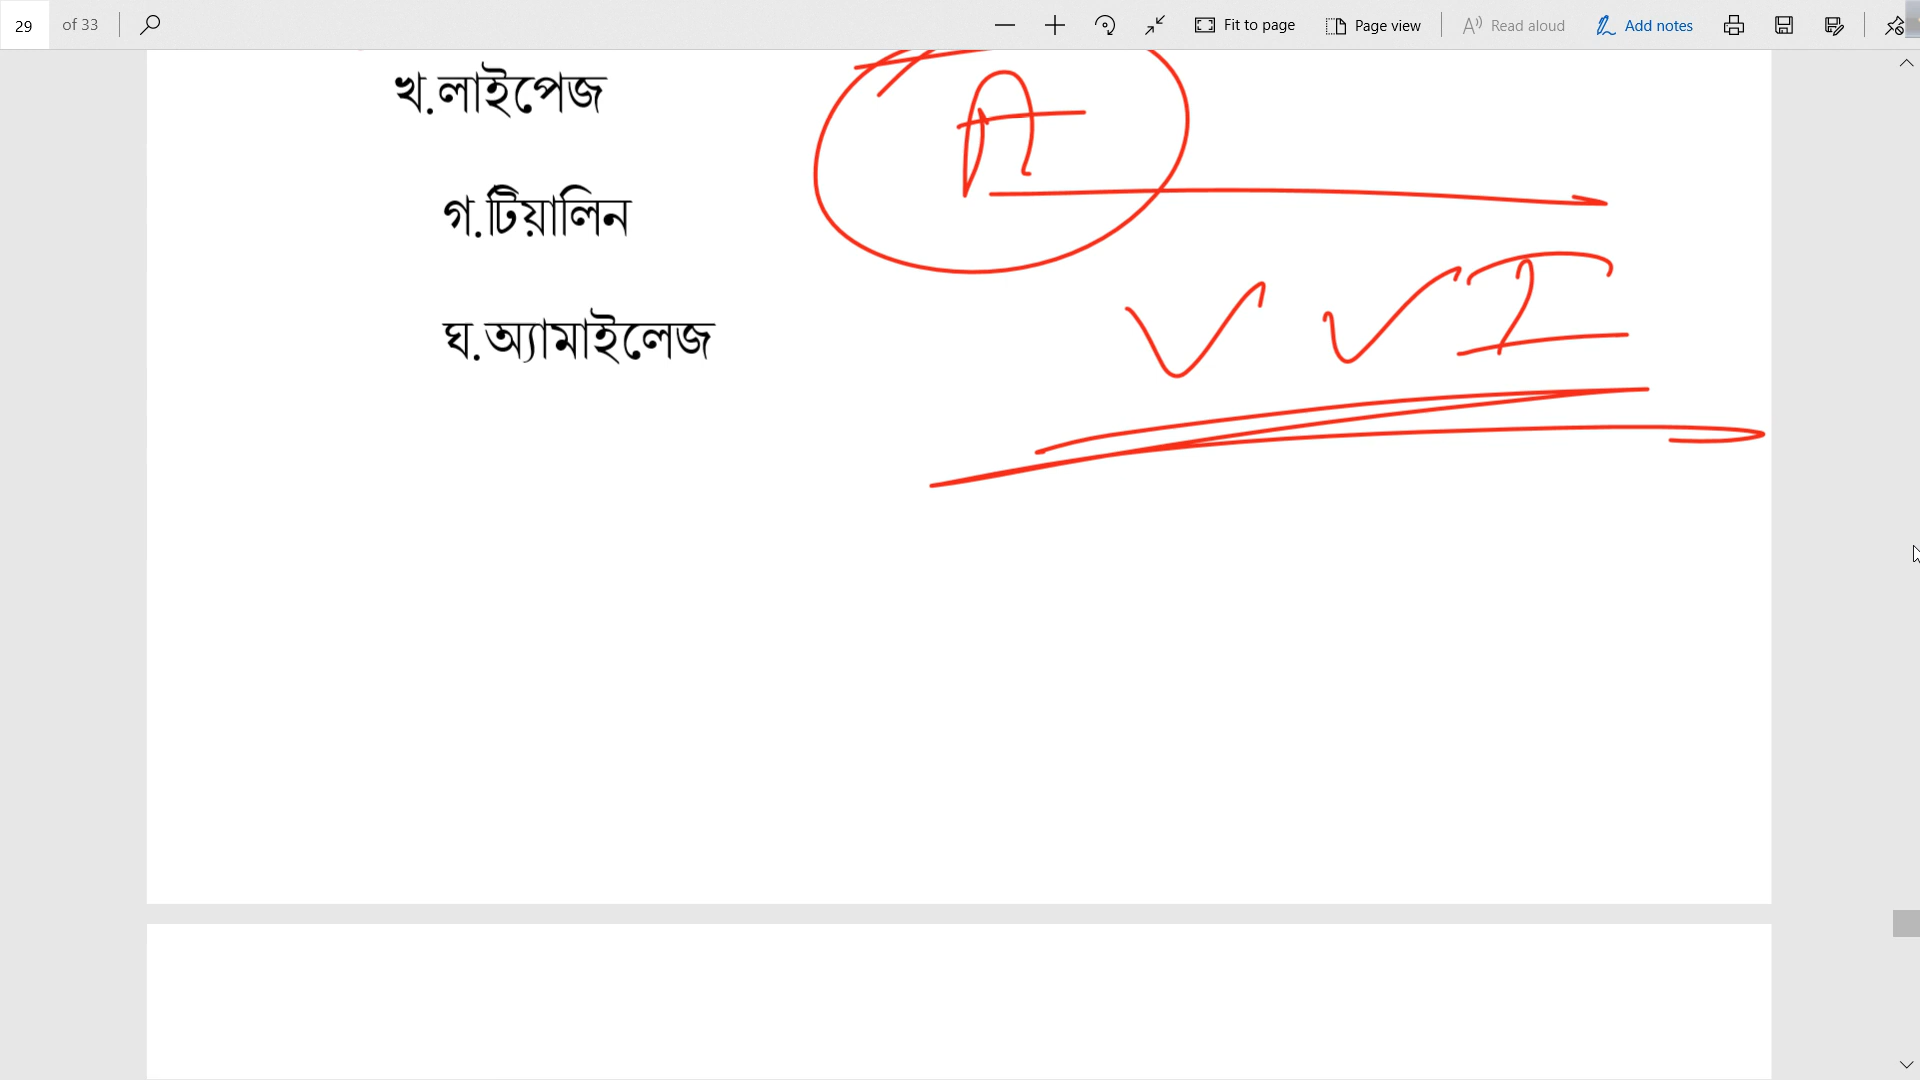 29 of 33 Fit to page Page view Read aloud Add notes
খ.লাইপেজ
A
গ.টিয়ালিন
V V I
ঘ.অ্যামাইলেজ